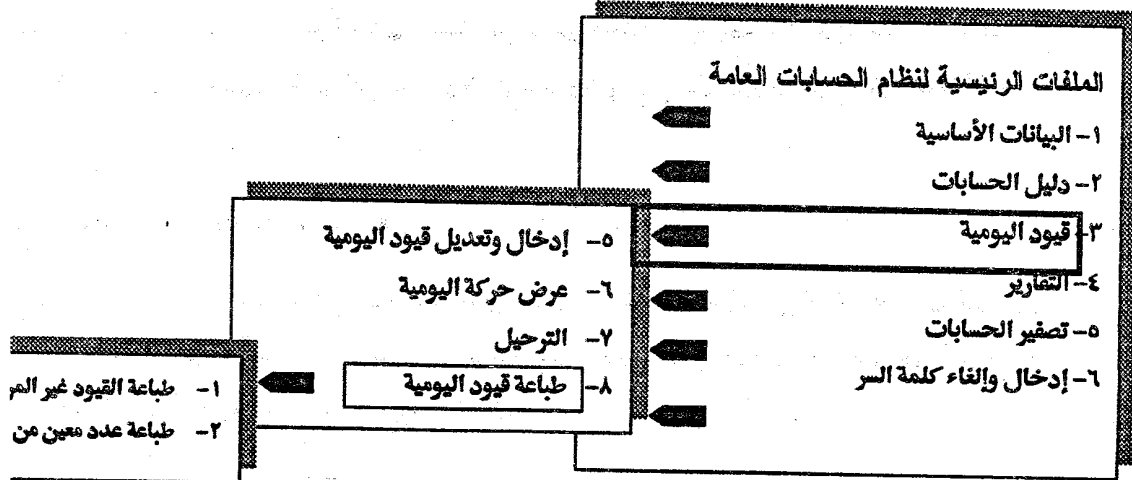 الملفات الرئيسية لنظام الحسابات العامة
١- البيانات الأساسية
٢- دليل الحسابات
٣- قيود اليومية
٤- التقارير
٥- تصفير الحسابات
٦- إدخال وإلغاء كلمة السر
٥- إدخال وتعديل قيود اليومية
٦- عرض حركة اليومية
٧- الترحيل
٨- طباعة قيود اليومية
١- طباعة القيود غير
٢- طباعة عدد معين من